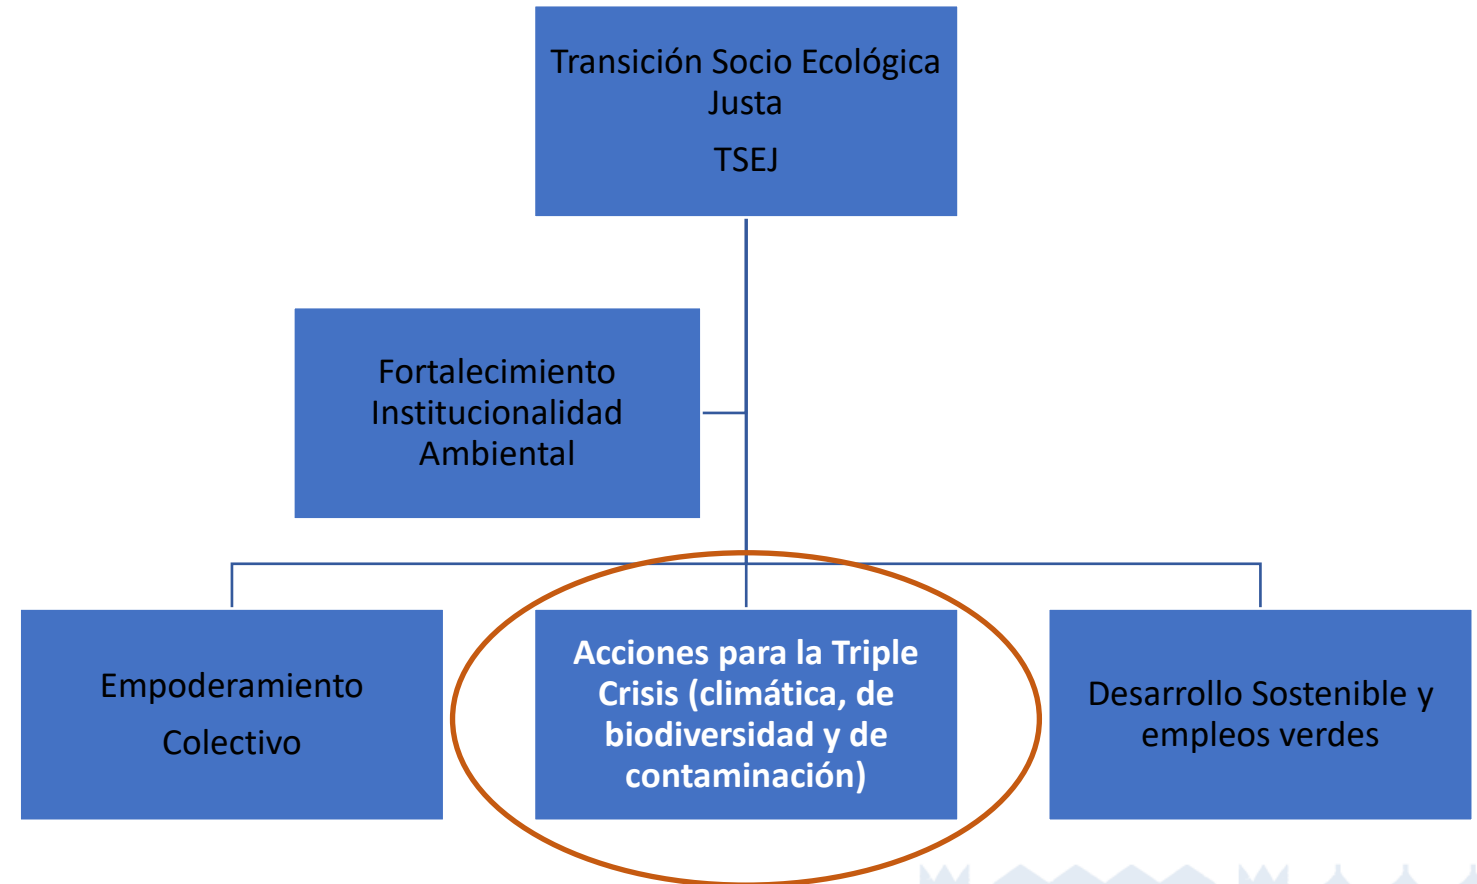 Transición Socio Ecológica
Justa
TSEJ
Fortalecimiento
Institucionalidad
Ambiental
Empoderamiento
Colectivo
Acciones para la Triple
Crisis (climática, de
biodiversidad y de
contaminación)
Desarrollo Sostenible y
empleos verdes